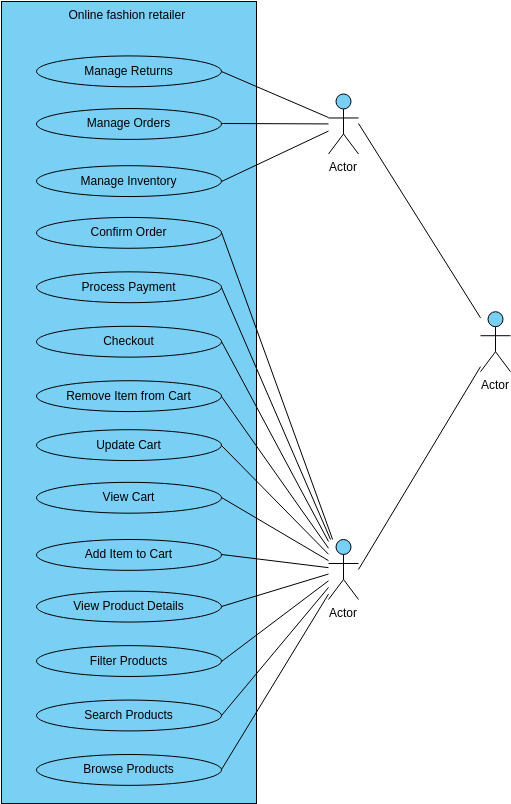 Online fashion retailer
Manage Returns
Manage Orders
Manage Inventory
Confirm Order
Process Payment
Checkout
Remove Item from Cart
Update Cart
View Cart
Add Item to Cart
View Product Details
Filter Products
Search Products
Browse Products
Actor
Actor
Actor